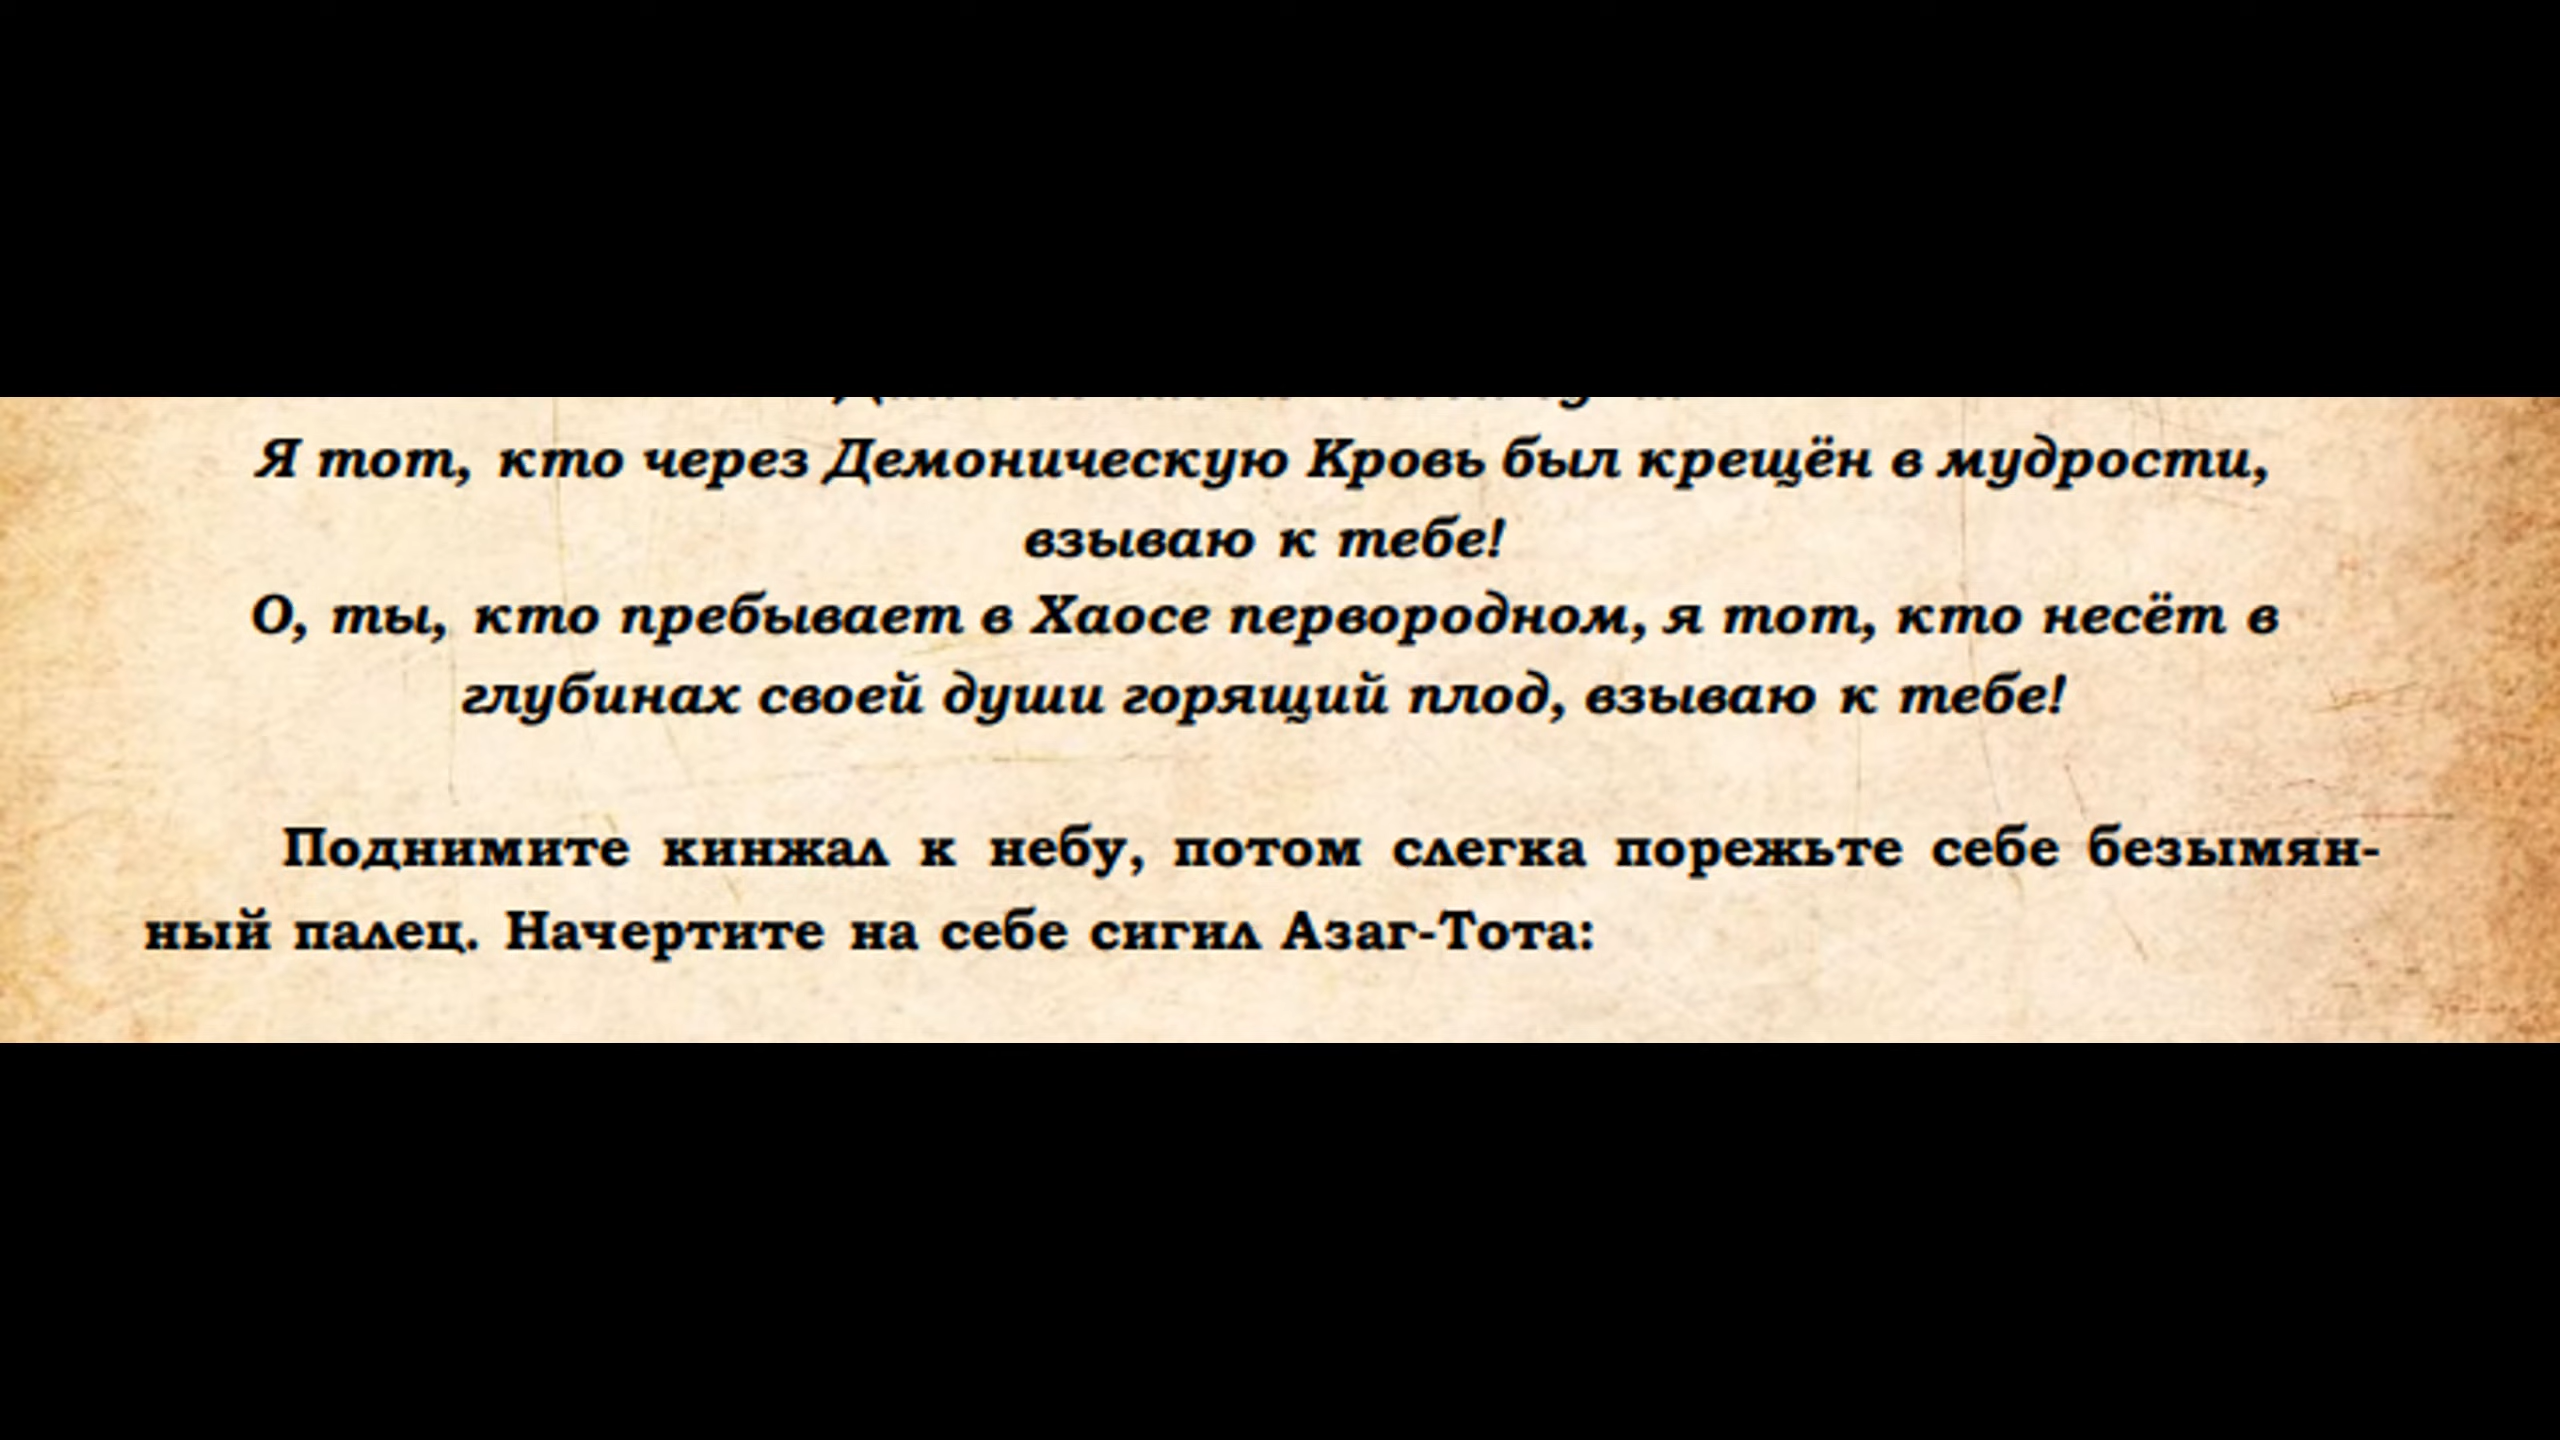 Я тот, кто через Демоническую Кровь был крещён в мудрости,
взываю к тебе!
О, ты, кто пребывает в Хаосе первородном, я тот, кто несёт в
глубинах своей души горящий плод, взываю к тебе!
Поднимите кинжал к небу, потом слегка порежьте себе безымян-
ный палец. Начертите на себе сигил Азаг-Тота: